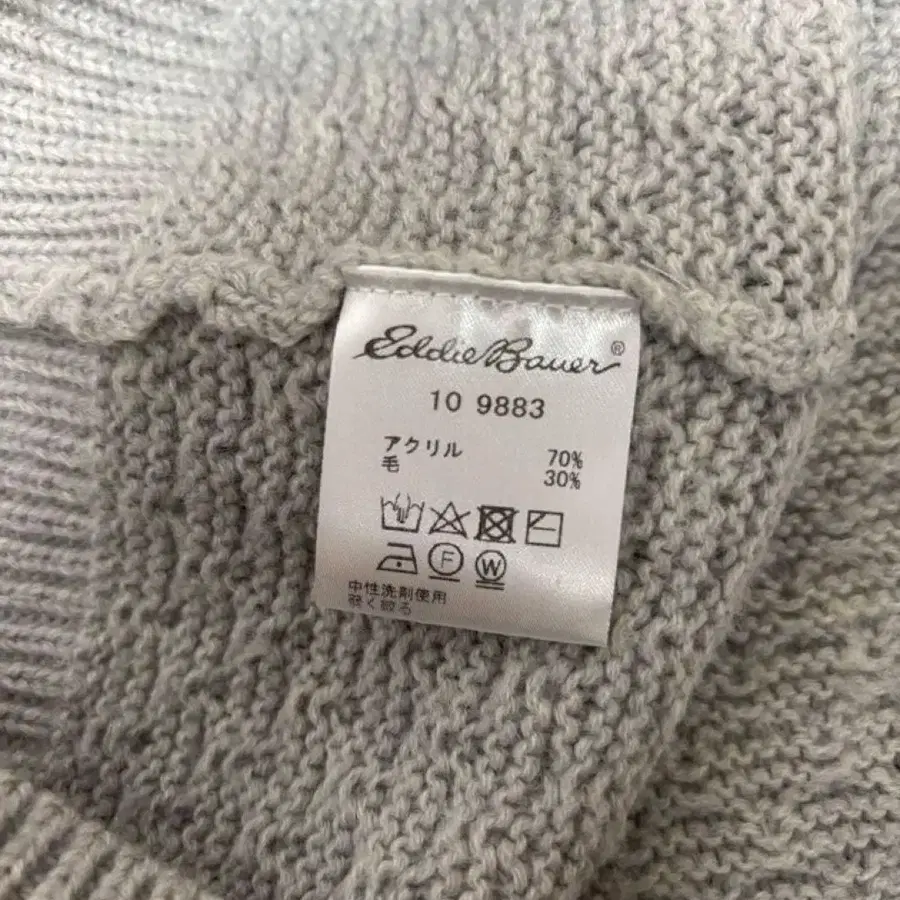 Eddie Bauer®
10 9883
アクリル 70%
毛 30%
F W
中性洗剤使用
弱く絞る